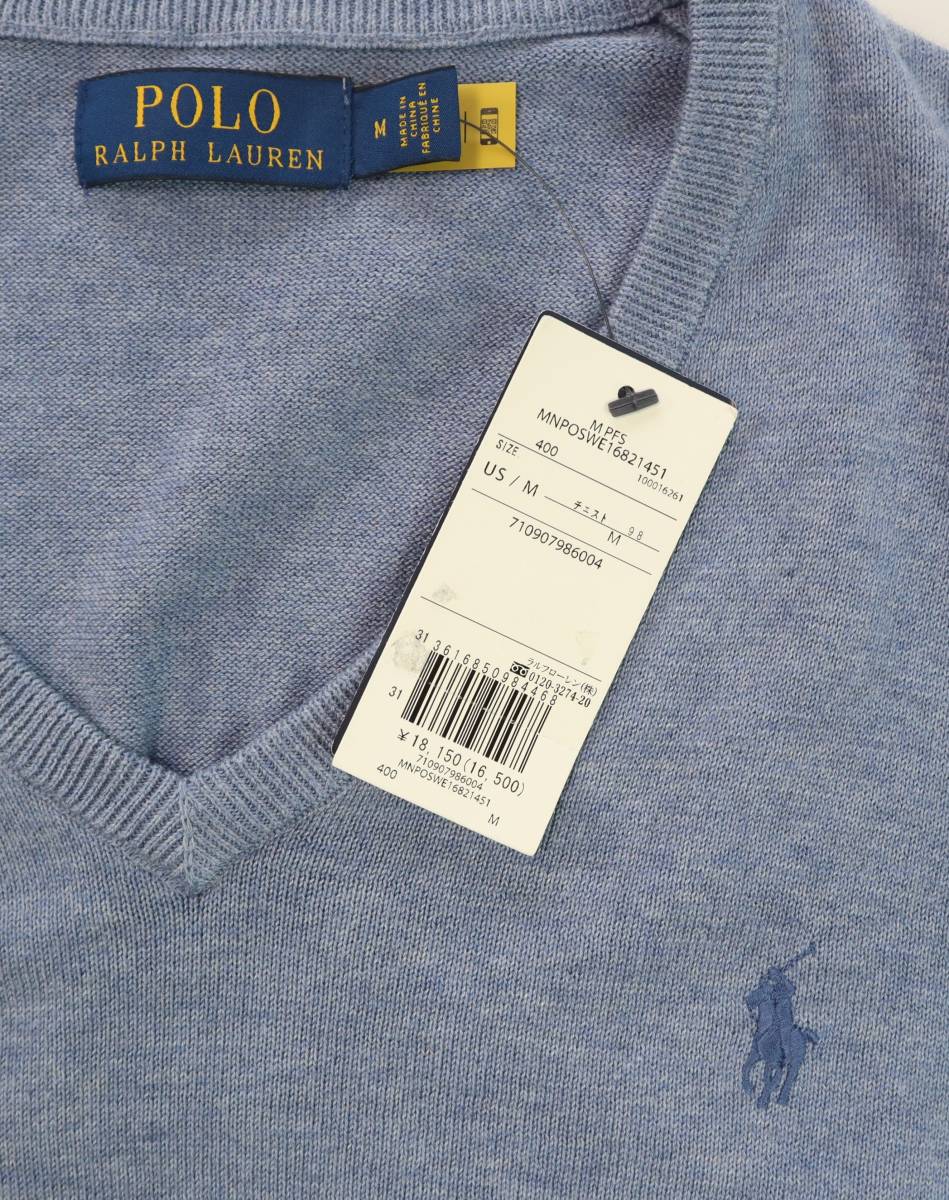 POLO
RALPH LAUREN
M
MADE IN
CHINA
FABRIQUÉ EN
CHINE
M PFS
MNPOSWE16821451
SIZE 400 100016261
US / M チェスト 98
M
710907986004
ラルフローレン(株)
0120-3274-20
31 3616850984468
31
¥18,150(16,500)
710907986004
MNPOSWE16821451
400 M